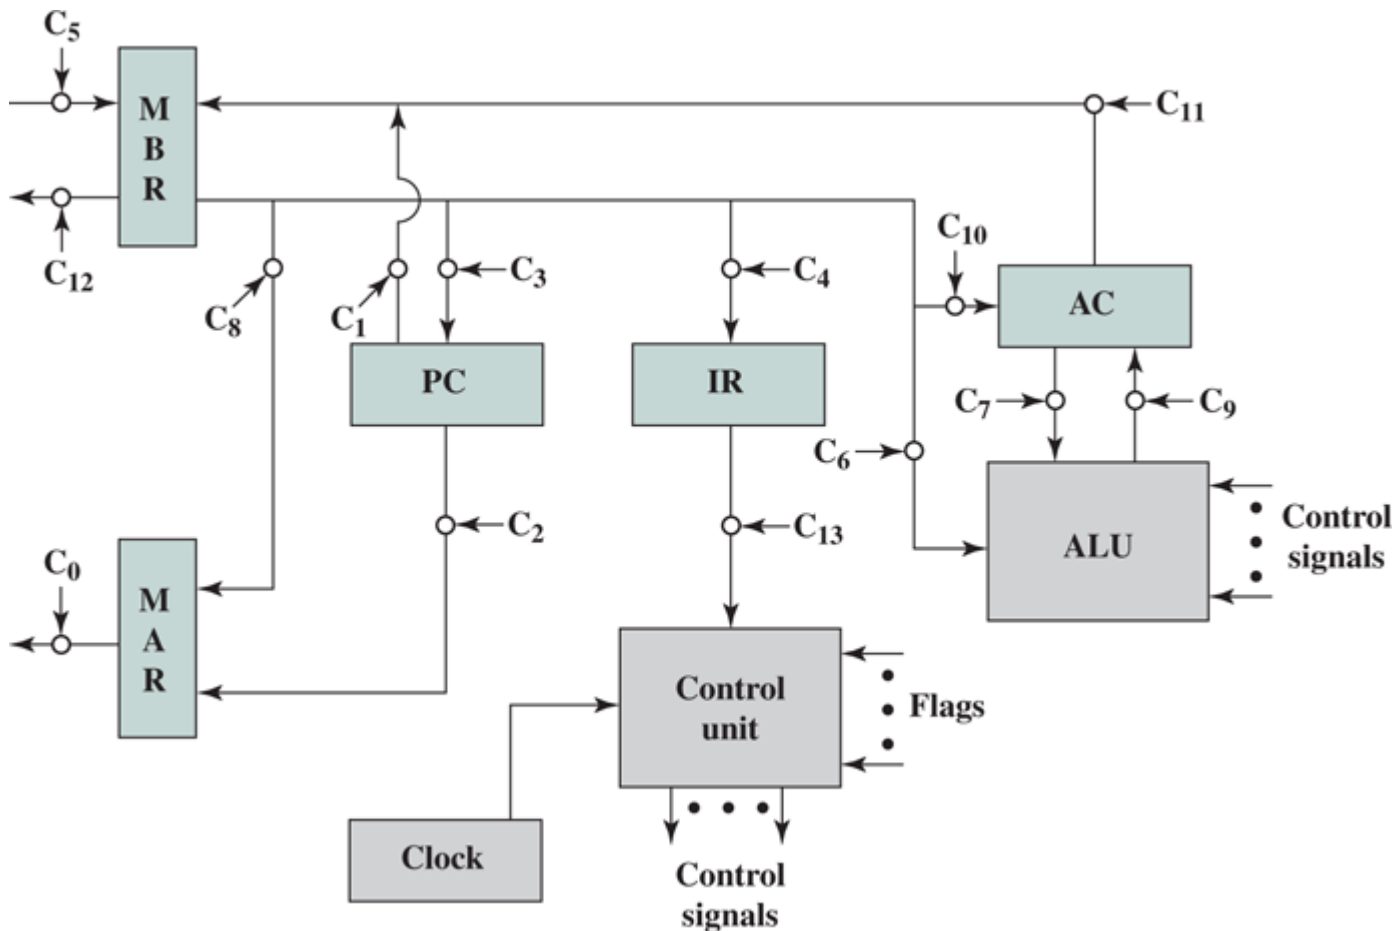 C5
M
B
R
C11
C12
C8
C1
C3
C4
C10
AC
PC
IR
C7
C9
C6
C2
C13
ALU
Control
signals
C0
M
A
R
Control
unit
Flags
Clock
Control
signals